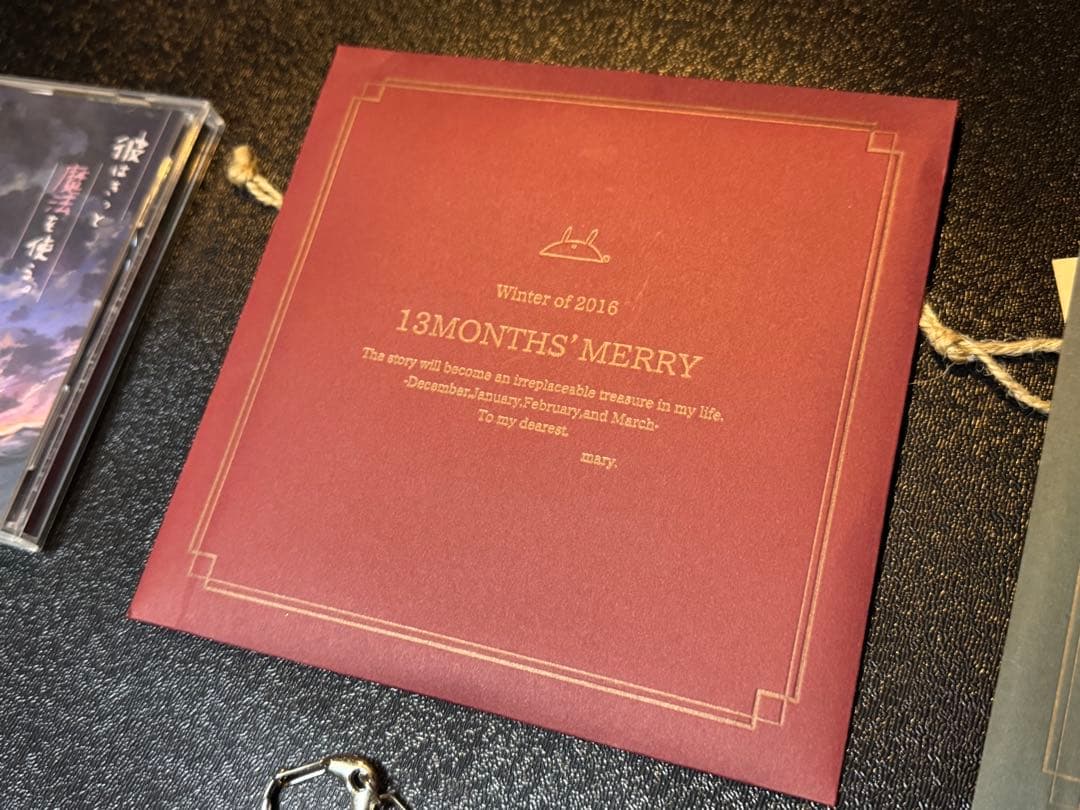 彼はきっと
魔法を使う
Winter of 2016
13MONTHS'MERRY
The story will become an irreplaceable treasure in my life.
-December,January,February,and March-
To my dearest,
mary.